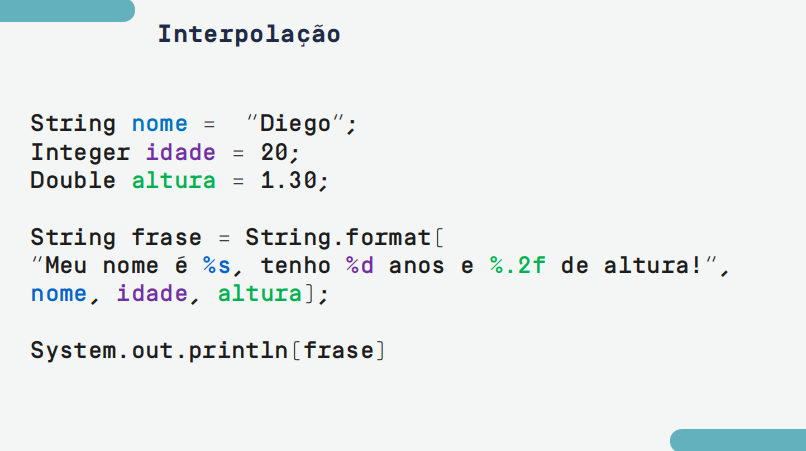 Interpolação
String nome = "Diego";
Integer idade = 20;
Double altura = 1.30;
String frase = String.format(
"Meu nome é %s, tenho %d anos e %.2f de altura!",
nome, idade, altura);
System.out.println(frase)